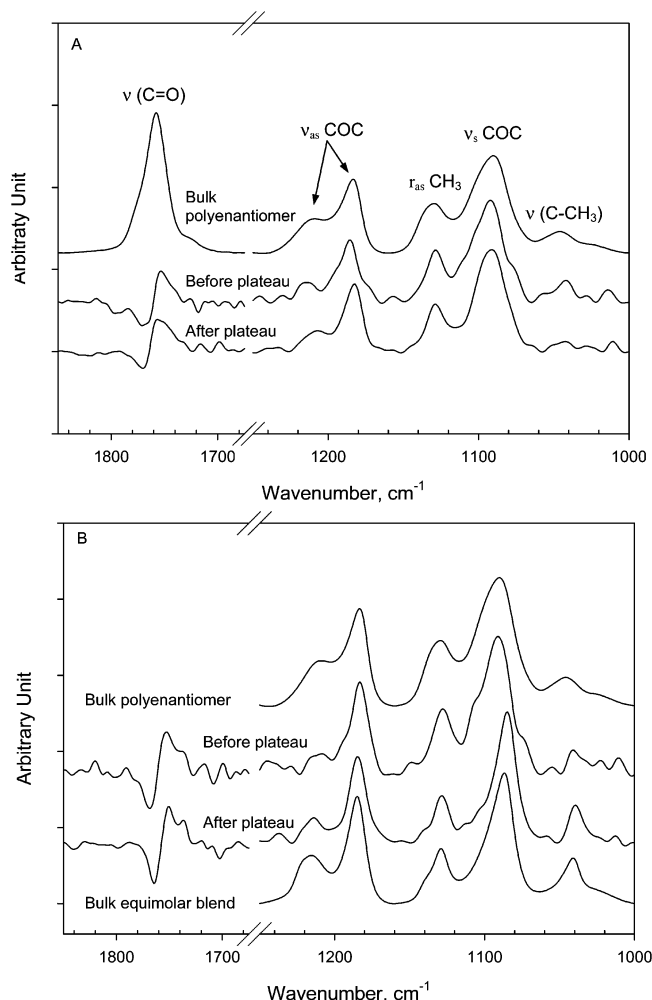 A
ν (C=O)
νas COC
νs COC
ras CH3
ν (C-CH3)
Bulk
polyenantiomer
Before plateau
After plateau
Arbitraty Unit
1800
1700
1200
1100
1000
Wavenumber, cm-1
B
Bulk polyenantiomer
Before plateau
After plateau
Bulk equimolar blend
Arbitrary Unit
1800
1700
1200
1100
1000
Wavenumber, cm-1